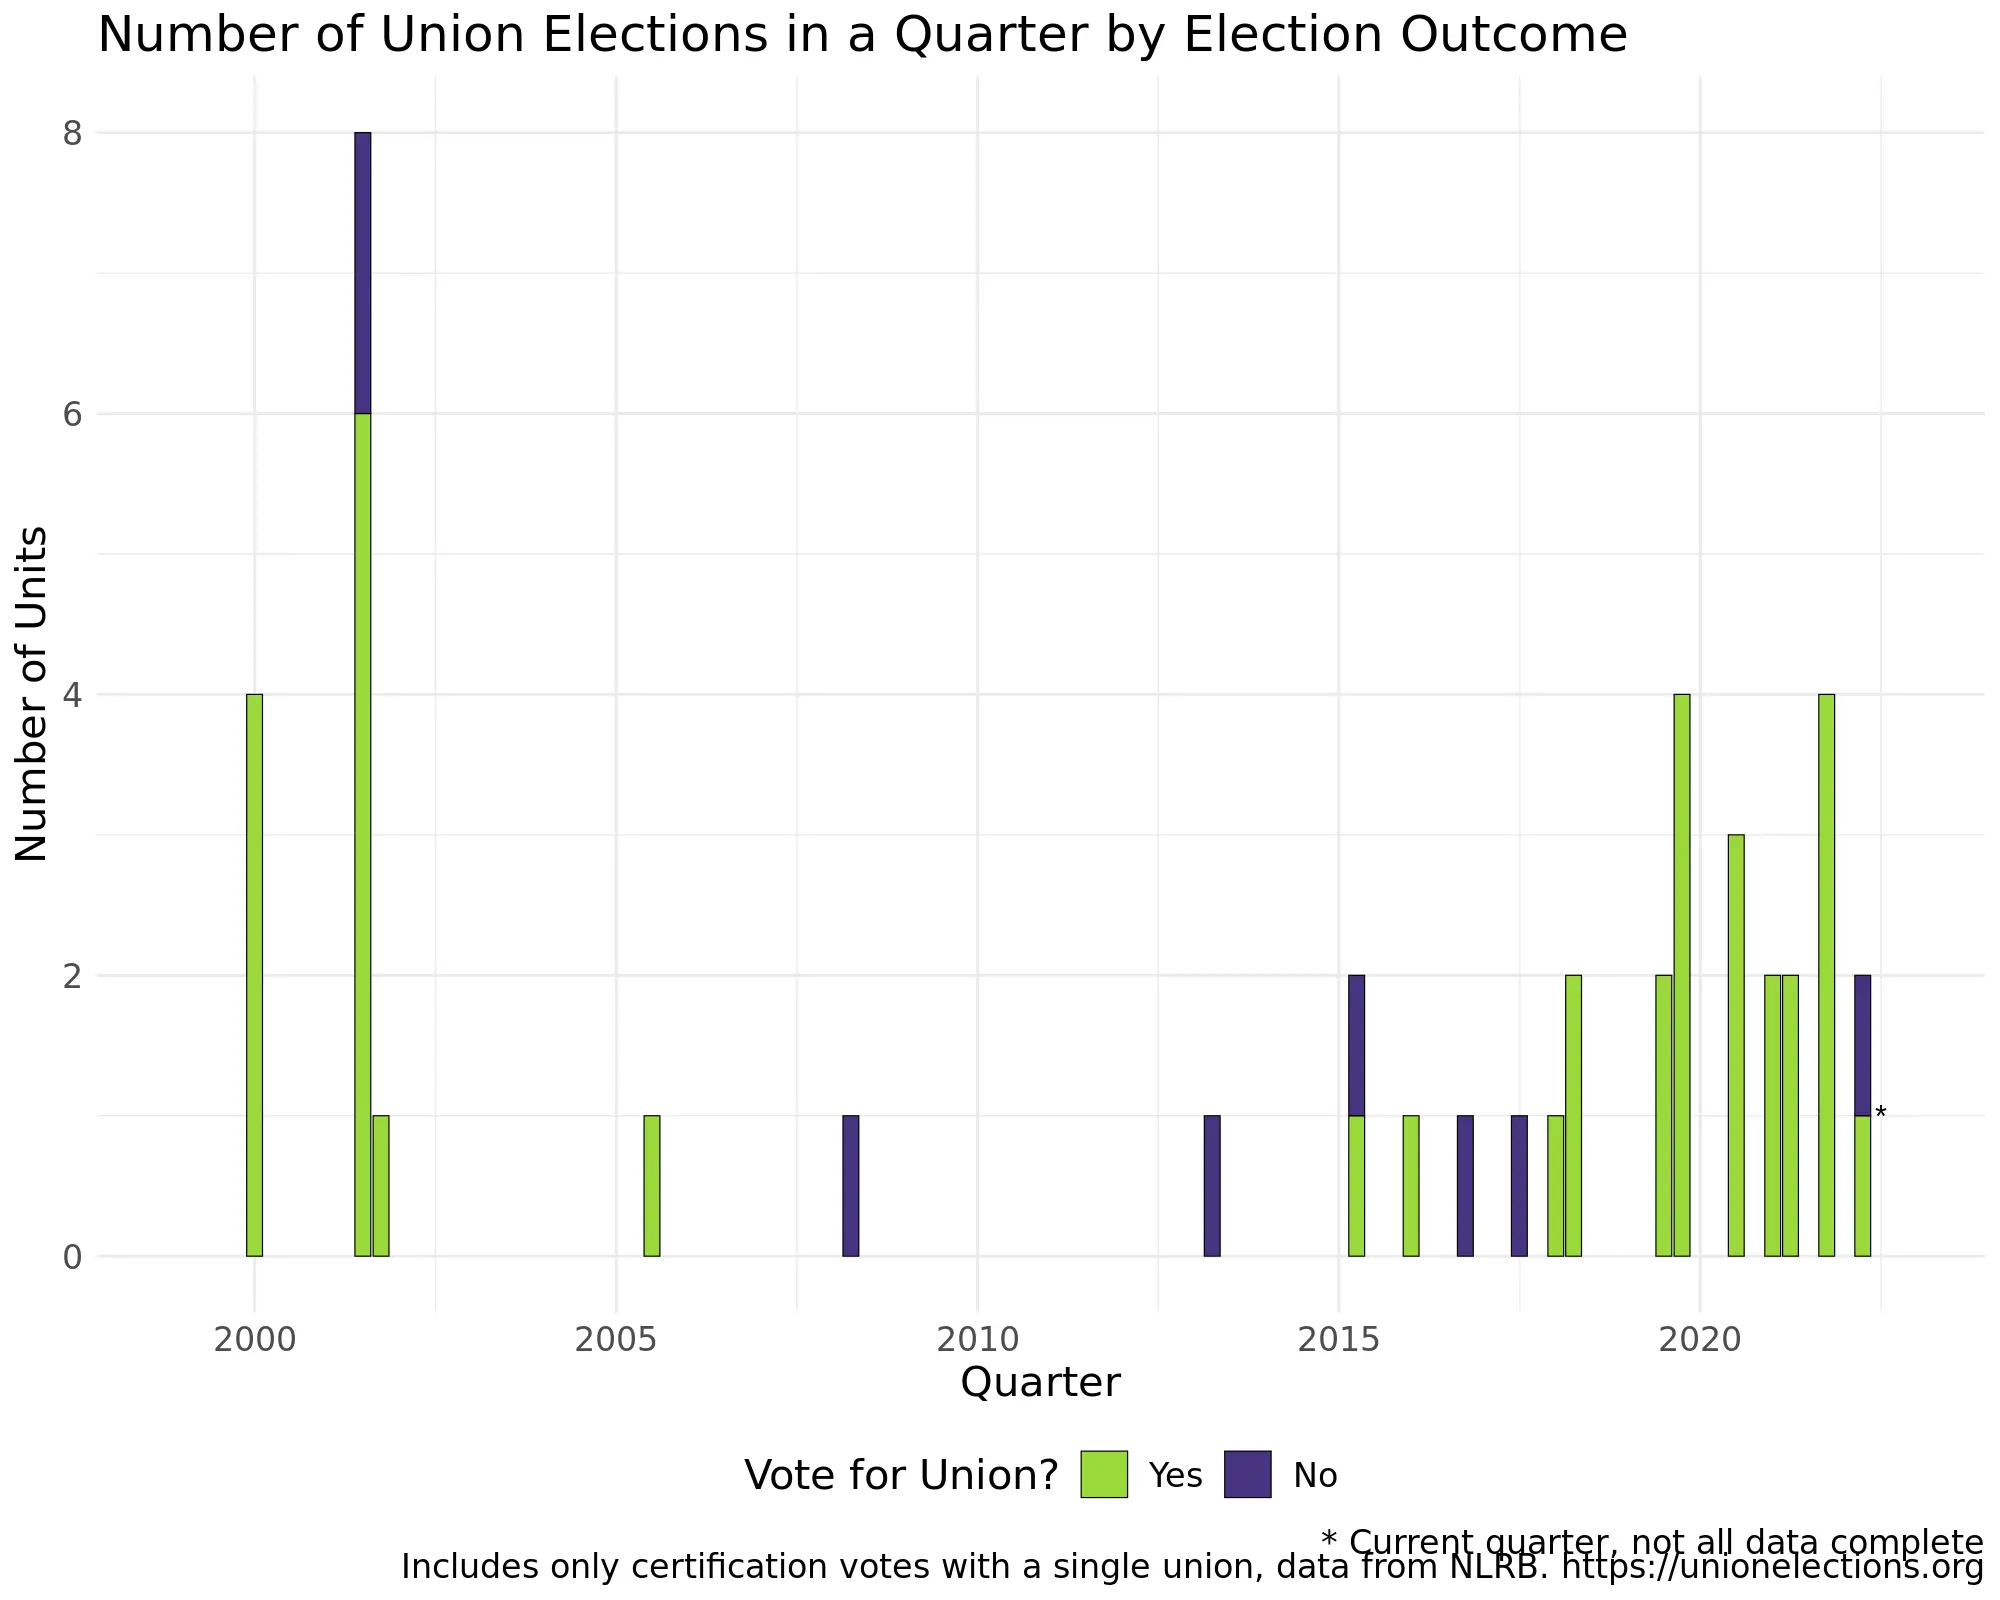 Number of Union Elections in a Quarter by Election Outcome
Number of Units
8
6
4
2
0
*
2000 2005 2010 2015 2020
Quarter
Vote for Union? Yes No
* Current quarter, not all data complete
Includes only certification votes with a single union, data from NLRB. https://unionelections.org